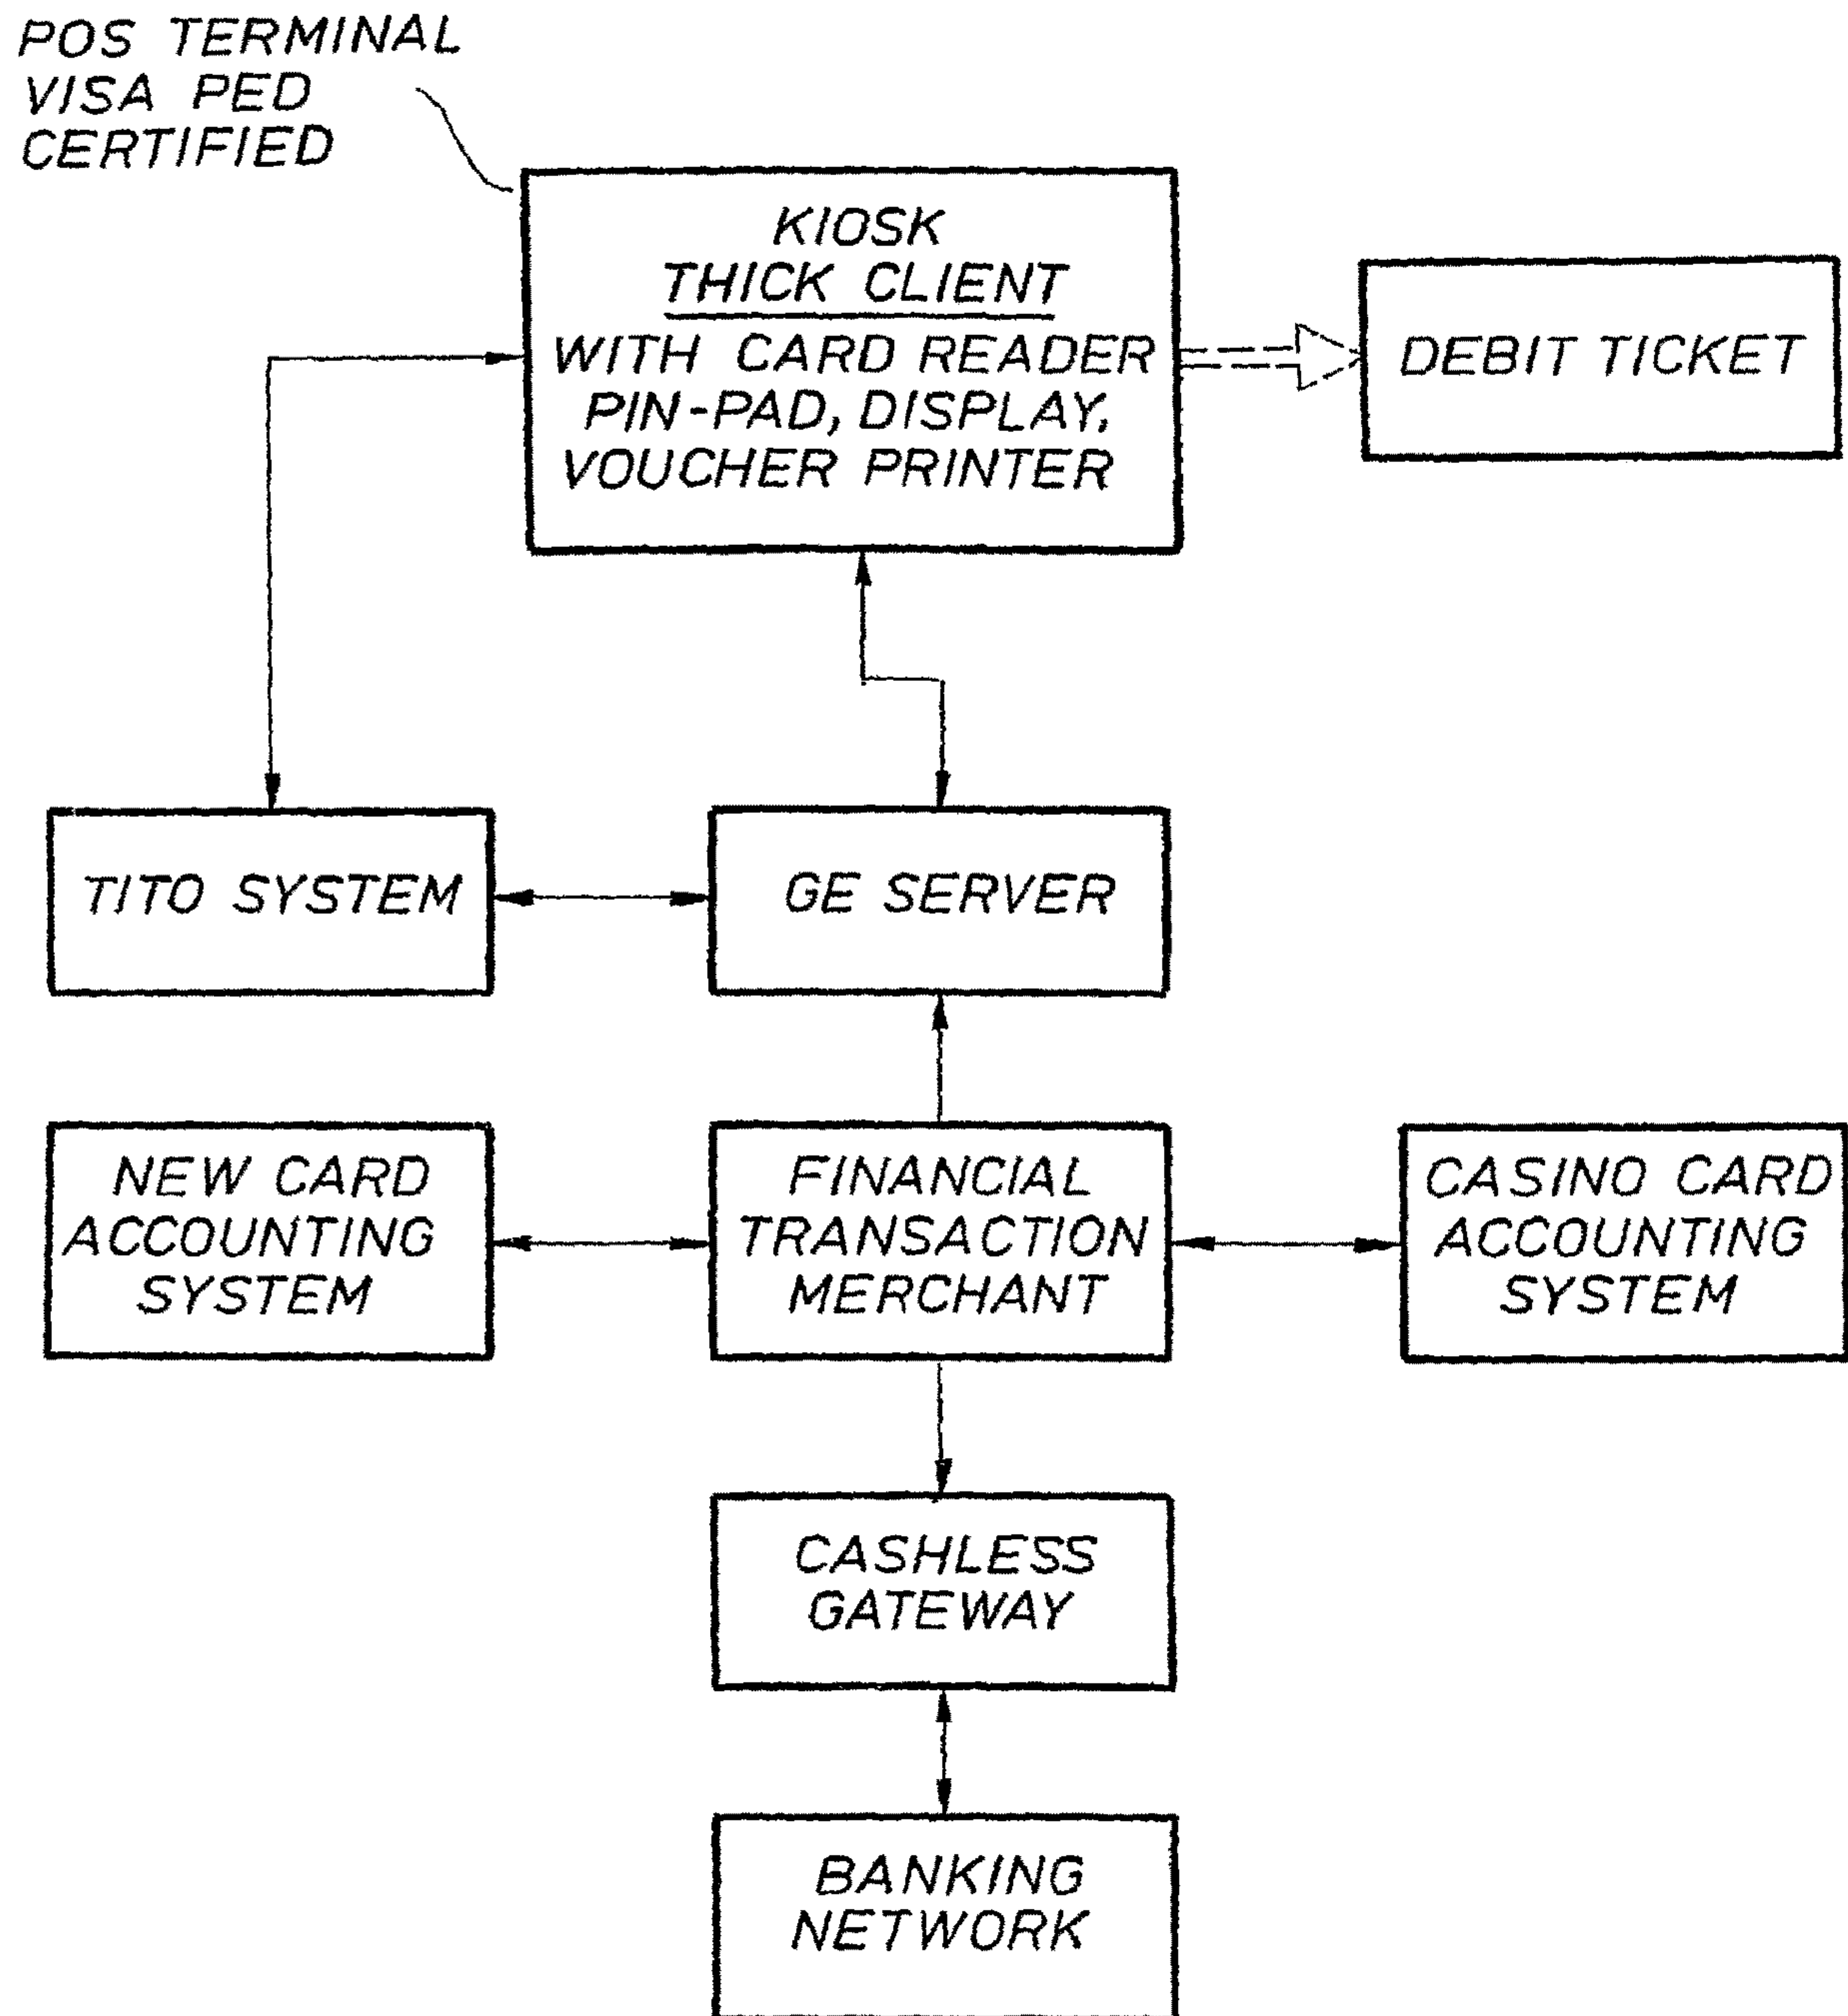 POS TERMINAL
VISA PED
CERTIFIED
KIOSK
THICK CLIENT
WITH CARD READER
PIN-PAD, DISPLAY,
VOUCHER PRINTER
DEBIT TICKET
TITO SYSTEM
GE SERVER
NEW CARD
ACCOUNTING
SYSTEM
FINANCIAL
TRANSACTION
MERCHANT
CASINO CARD
ACCOUNTING
SYSTEM
CASHLESS
GATEWAY
BANKING
NETWORK